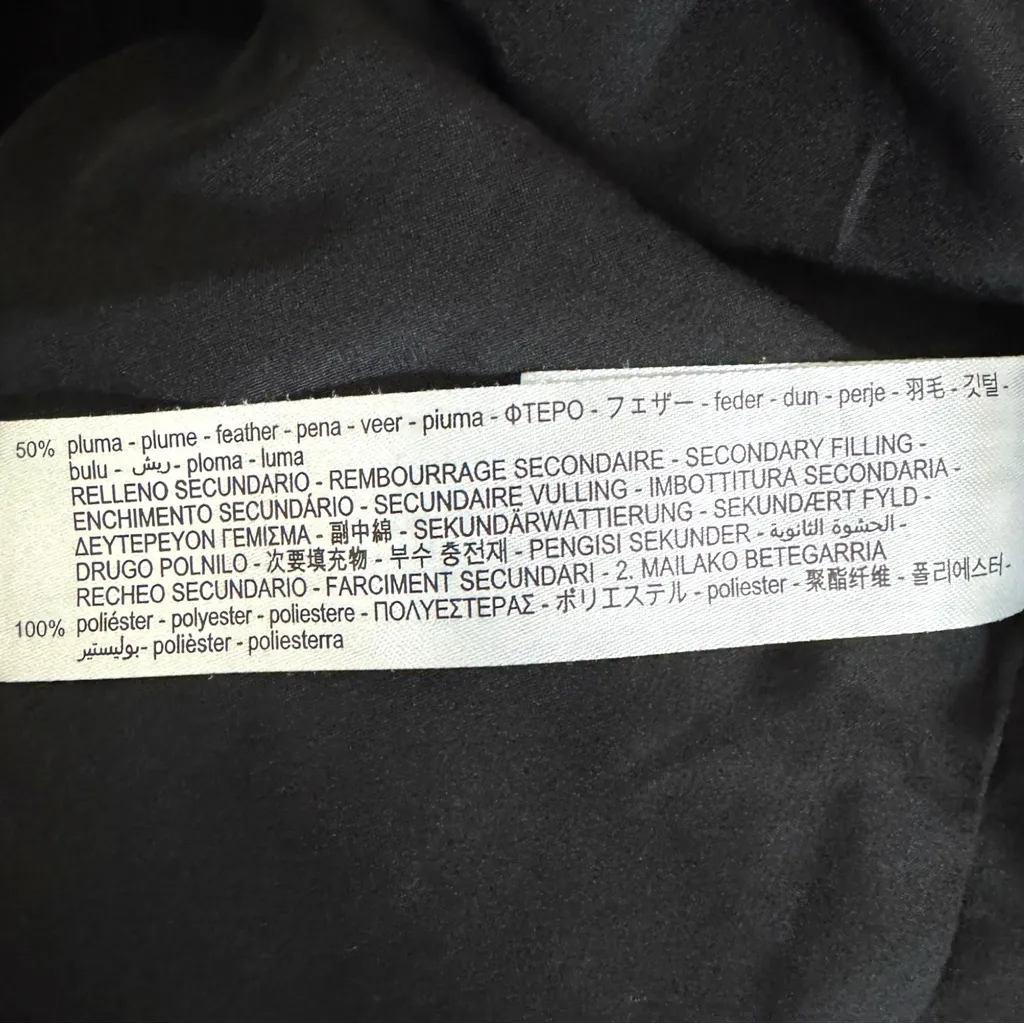 50% pluma - plume - feather - pena - veer - piuma - ΦΤΕΡΟ - フェザー - feder - dun - perje - 羽毛 - 깃털 -
bulu - ريش - ploma - luma
RELLENO SECUNDARIO - REMBOURRAGE SECONDAIRE - SECONDARY FILLING -
ENCHIMENTO SECUNDÁRIO - SECUNDAIRE VULLING - IMBOTTITURA SECONDARIA -
ΔΕΥΤΕΡΕΥΟΝ ΓΕΜΙΣΜΑ - 副中綿 - SEKUNDÄRWATTIERUNG - SEKUNDÆRT FYLD -
DRUGO POLNILO - 次要填充物 - 부수 충전재 - PENGISI SEKUNDER - الحشوة الثانوية -
RECHEO SECUNDARIO - FARCIMENT SECUNDARI - 2. MAILAKO BETEGARRIA
100% poliéster - polyester - poliestere - ΠΟΛΥΕΣΤΕΡΑΣ - ポリエステル - poliester - 聚酯纤维 - 폴리에스터 -
بوليستير - polièster - poliesterra